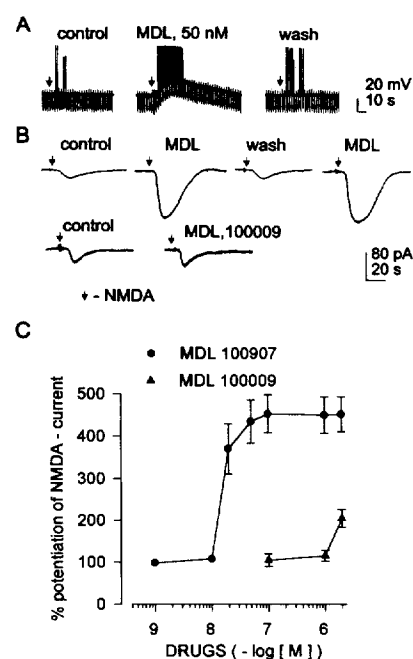 A
control MDL, 50 nM wash
20 mV
10 s
B
control MDL wash MDL
control MDL,100009
80 pA
20 s
- NMDA
C
MDL 100907
MDL 100009
% potentiation of NMDA - current
500
400
300
200
100
0
9 8 7 6
DRUGS ( - log [ M ] )